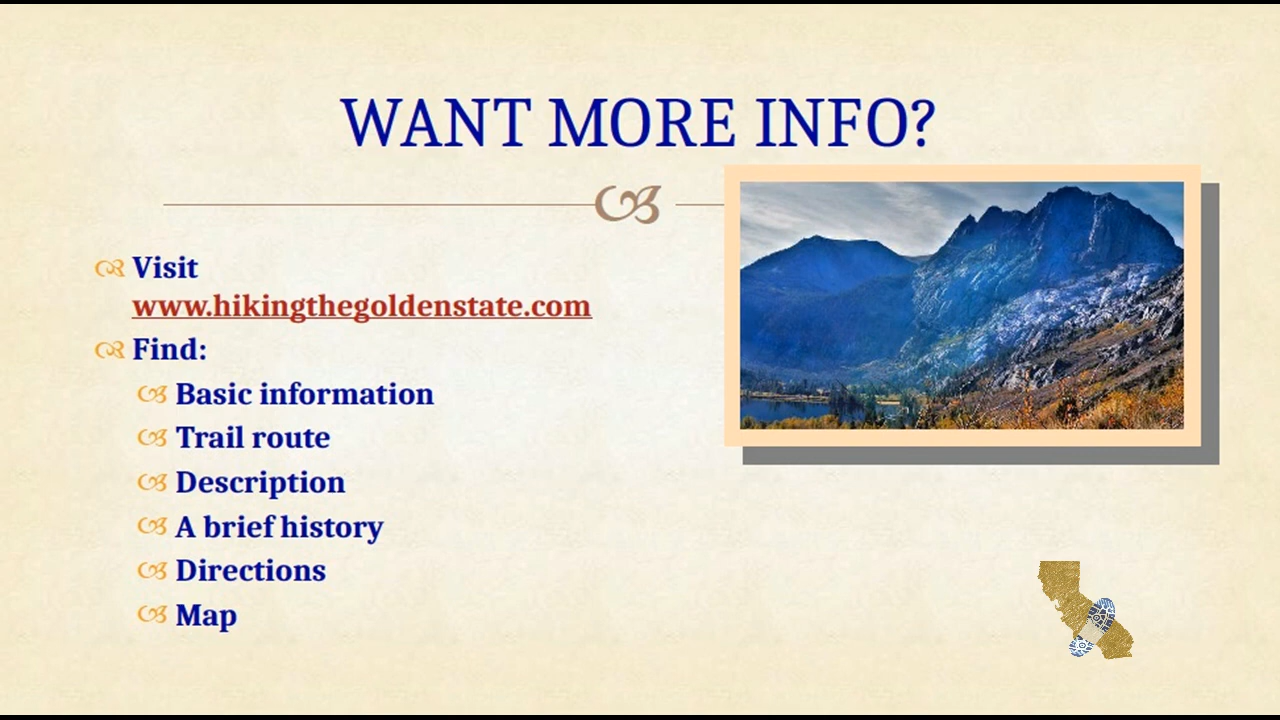 WANT MORE INFO?
Visit
www.hikingthegoldenstate.com
Find:
Basic information
Trail route
Description
A brief history
Directions
Map